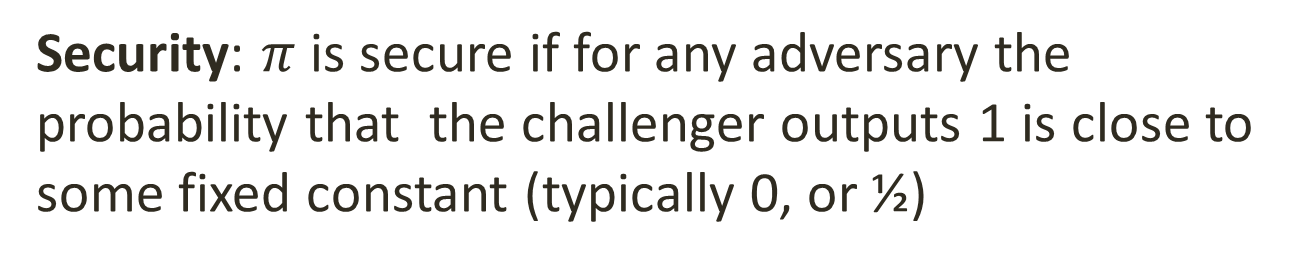 Security: π is secure if for any adversary the
probability that  the challenger outputs 1 is close to
some fixed constant (typically 0, or ½)